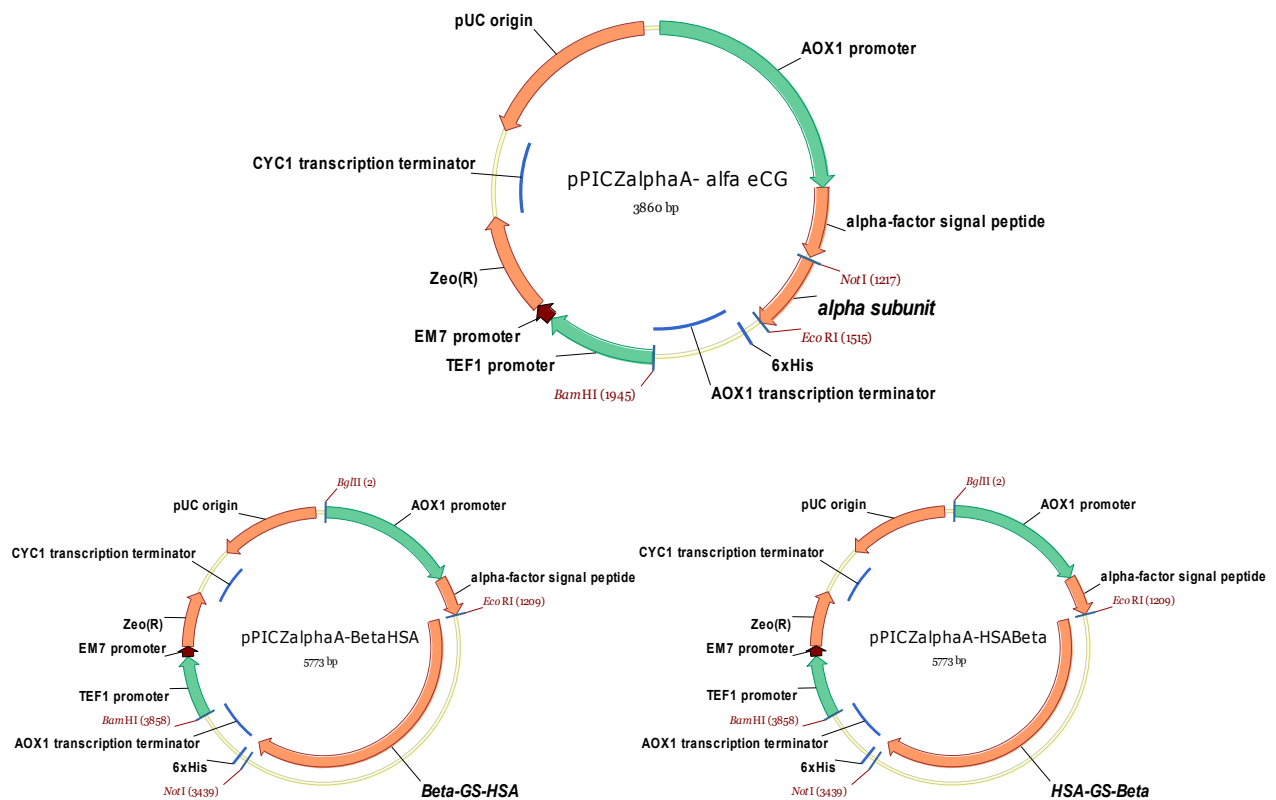 pUC origin
AOX1 promoter
CYC1 transcription terminator
pPICZalphaA- alfa eCG
3860 bp
alpha-factor signal peptide
NotI (1217)
Zeo(R)
alpha subunit
EcoRI (1515)
EM7 promoter
TEF1 promoter
6xHis
BamHI (1945)
AOX1 transcription terminator
BglII (2)
pUC origin
AOX1 promoter
CYC1 transcription terminator
alpha-factor signal peptide
EcoRI (1209)
Zeo(R)
pPICZalphaA-BetaHSA
EM7 promoter
5773 bp
TEF1 promoter
BamHI (3858)
AOX1 transcription terminator
6xHis
NotI (3439)
Beta-GS-HSA
BglII (2)
pUC origin
AOX1 promoter
CYC1 transcription terminator
alpha-factor signal peptide
EcoRI (1209)
Zeo(R)
pPICZalphaA-HSABeta
EM7 promoter
5773 bp
TEF1 promoter
BamHI (3858)
AOX1 transcription terminator
6xHis
NotI (3439)
HSA-GS-Beta